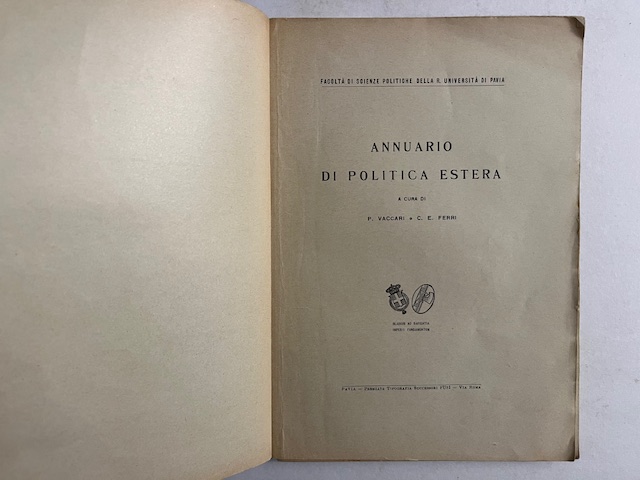 FACOLTÀ DI SCIENZE POLITICHE DELLA R. UNIVERSITÀ DI PAVIA
ANNUARIO
DI POLITICA ESTERA
A CURA DI
P. VACCARI e C. E. FERRI
PAVIA — PREMIATA TIPOGRAFIA SUCCESSORI FUSI — VIA ROMA